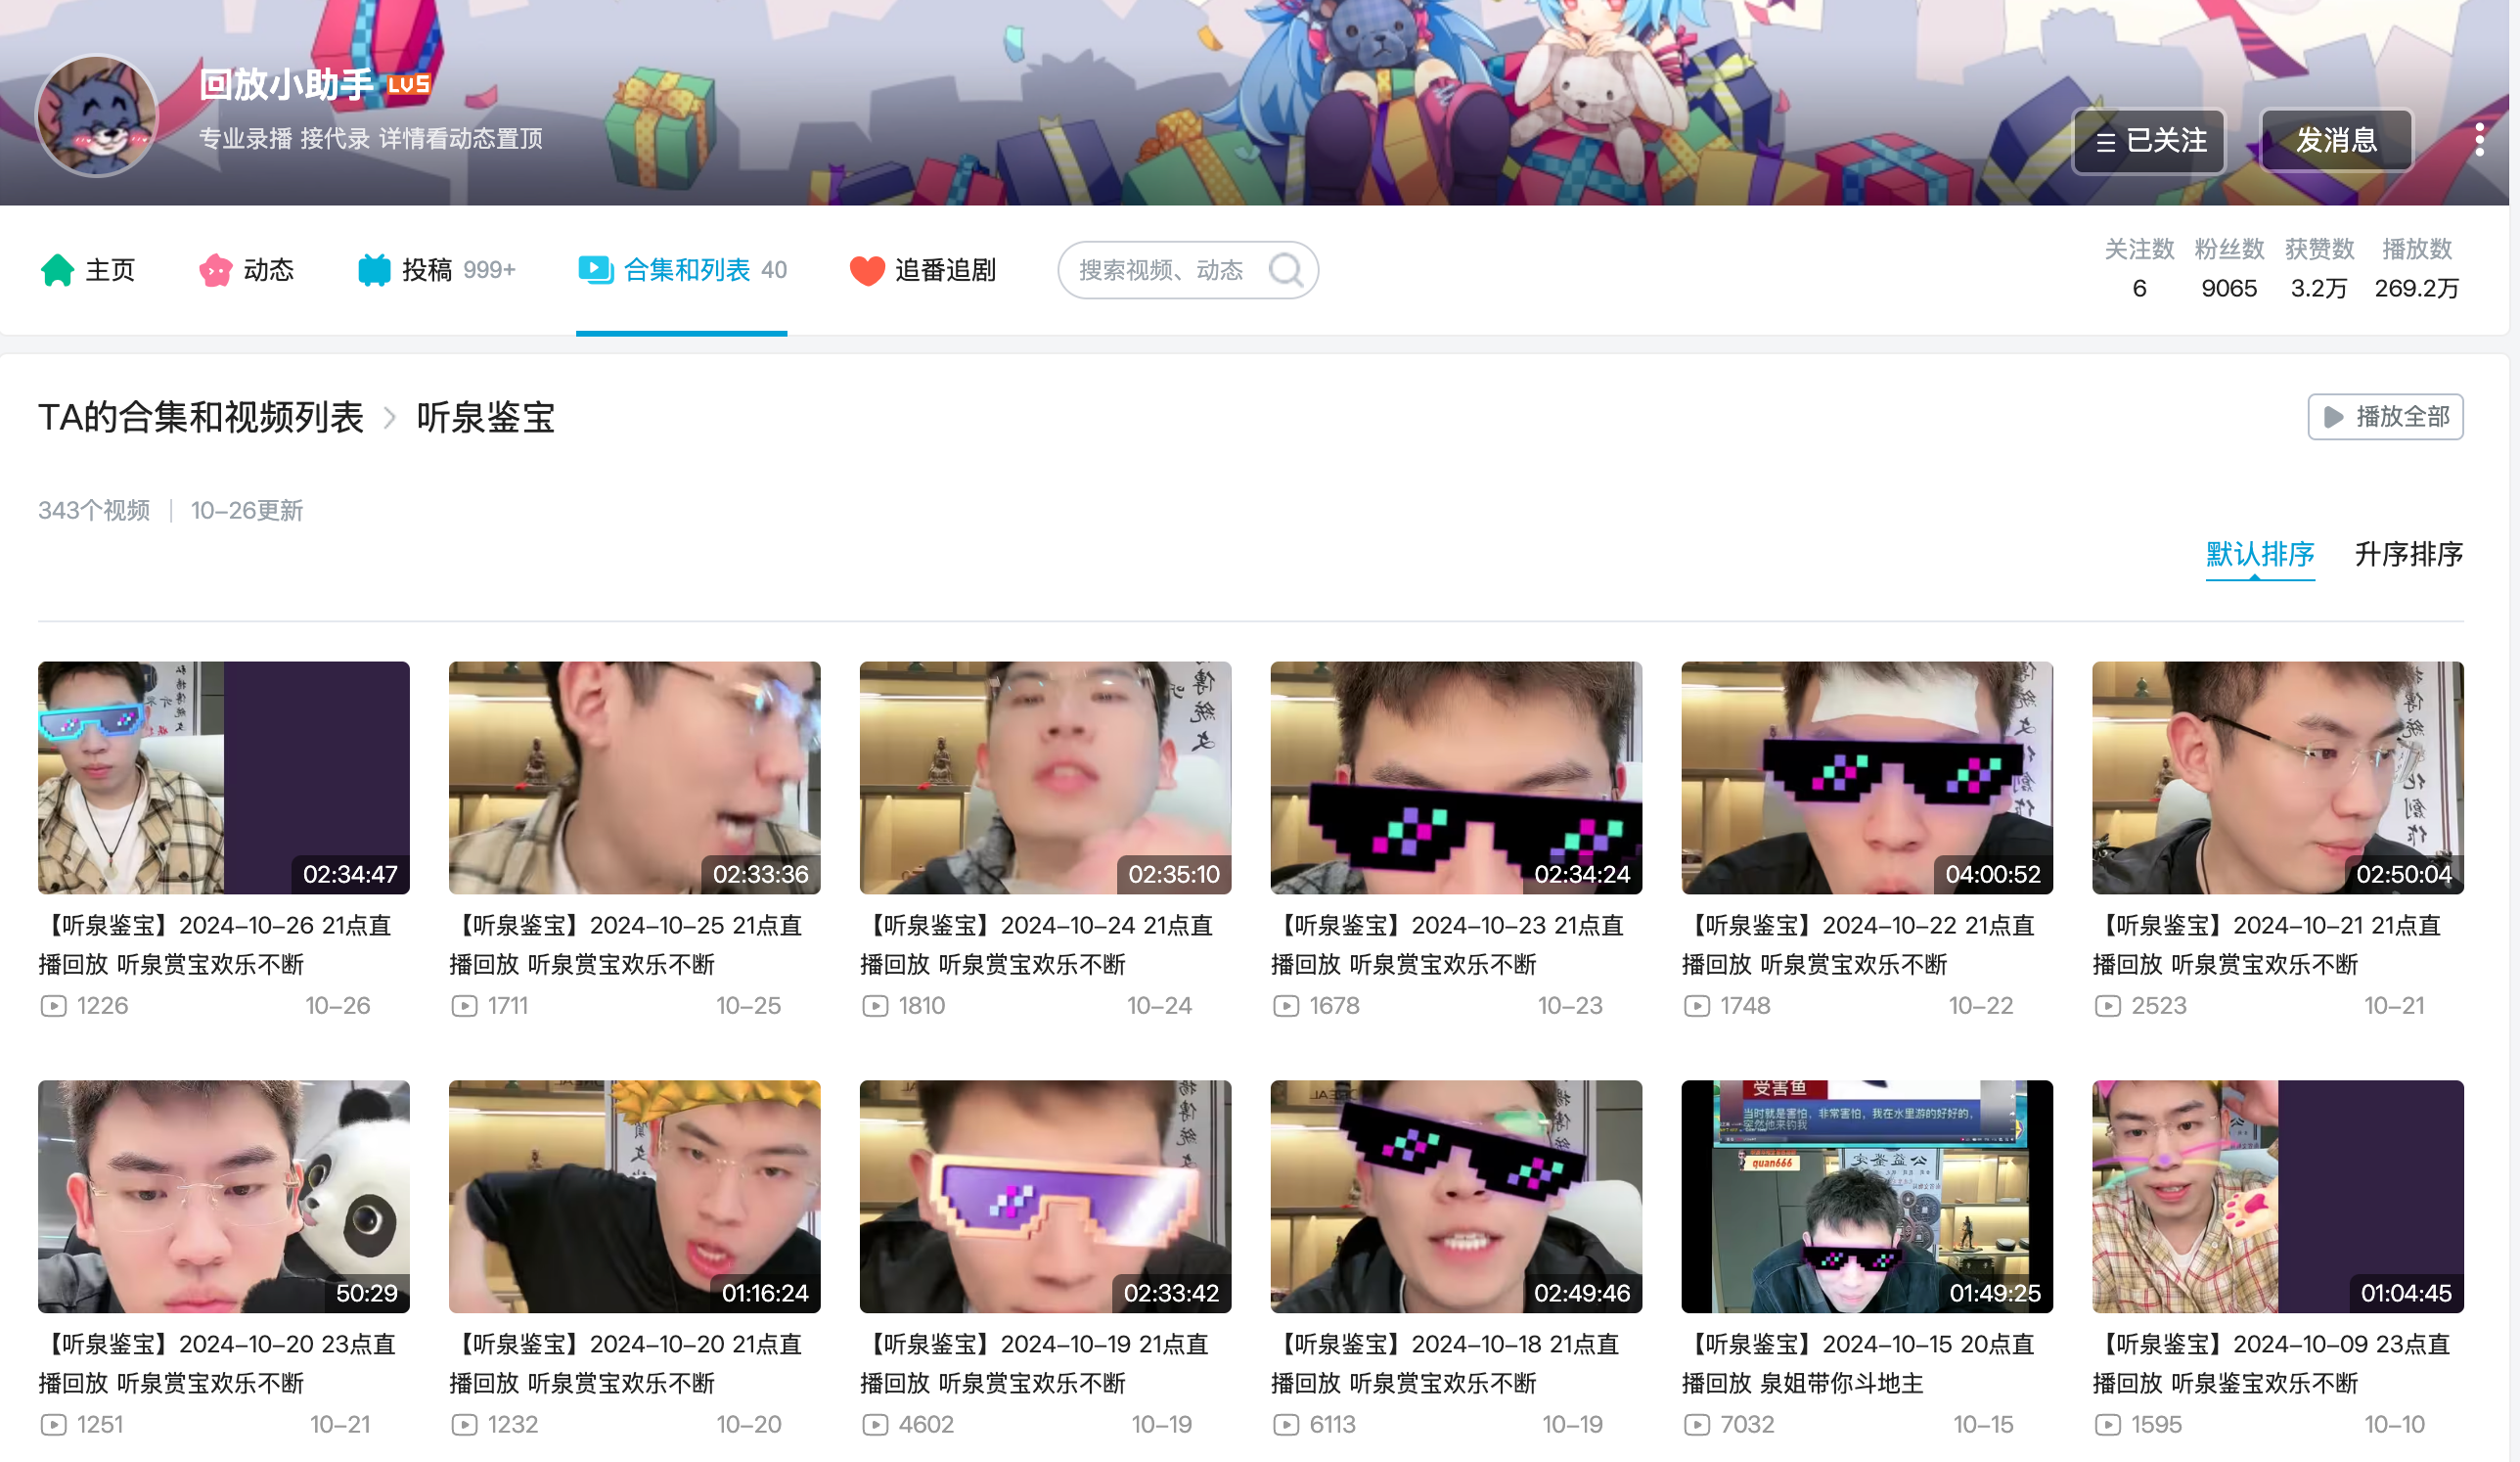 回放小助手 LV5
专业录播 接代录 详情看动态置顶
已关注
发消息
主页
动态
投稿 999+
合集和列表 40
追番追剧
搜索视频、动态
关注数 粉丝数 获赞数 播放数
6 9065 3.2万 269.2万
TA的合集和视频列表 > 听泉鉴宝
播放全部
343个视频 | 10-26更新
默认排序 升序排序
02:34:47
02:33:36
02:35:10
02:34:24
04:00:52
02:50:04
【听泉鉴宝】2024-10-26 21点直
播回放 听泉赏宝欢乐不断
1226 10-26
【听泉鉴宝】2024-10-25 21点直
播回放 听泉赏宝欢乐不断
1711 10-25
【听泉鉴宝】2024-10-24 21点直
播回放 听泉赏宝欢乐不断
1810 10-24
【听泉鉴宝】2024-10-23 21点直
播回放 听泉赏宝欢乐不断
1678 10-23
【听泉鉴宝】2024-10-22 21点直
播回放 听泉赏宝欢乐不断
1748 10-22
【听泉鉴宝】2024-10-21 21点直
播回放 听泉赏宝欢乐不断
2523 10-21
50:29
01:16:24
02:33:42
02:49:46
受害鱼
当时就是害怕，非常害怕，我在水里游的好好的，
突然他来钓我
quan666
01:49:25
01:04:45
【听泉鉴宝】2024-10-20 23点直
播回放 听泉赏宝欢乐不断
1251 10-21
【听泉鉴宝】2024-10-20 21点直
播回放 听泉赏宝欢乐不断
1232 10-20
【听泉鉴宝】2024-10-19 21点直
播回放 听泉赏宝欢乐不断
4602 10-19
【听泉鉴宝】2024-10-18 21点直
播回放 听泉赏宝欢乐不断
6113 10-19
【听泉鉴宝】2024-10-15 20点直
播回放 泉姐带你斗地主
7032 10-15
【听泉鉴宝】2024-10-09 23点直
播回放 听泉鉴宝欢乐不断
1595 10-10